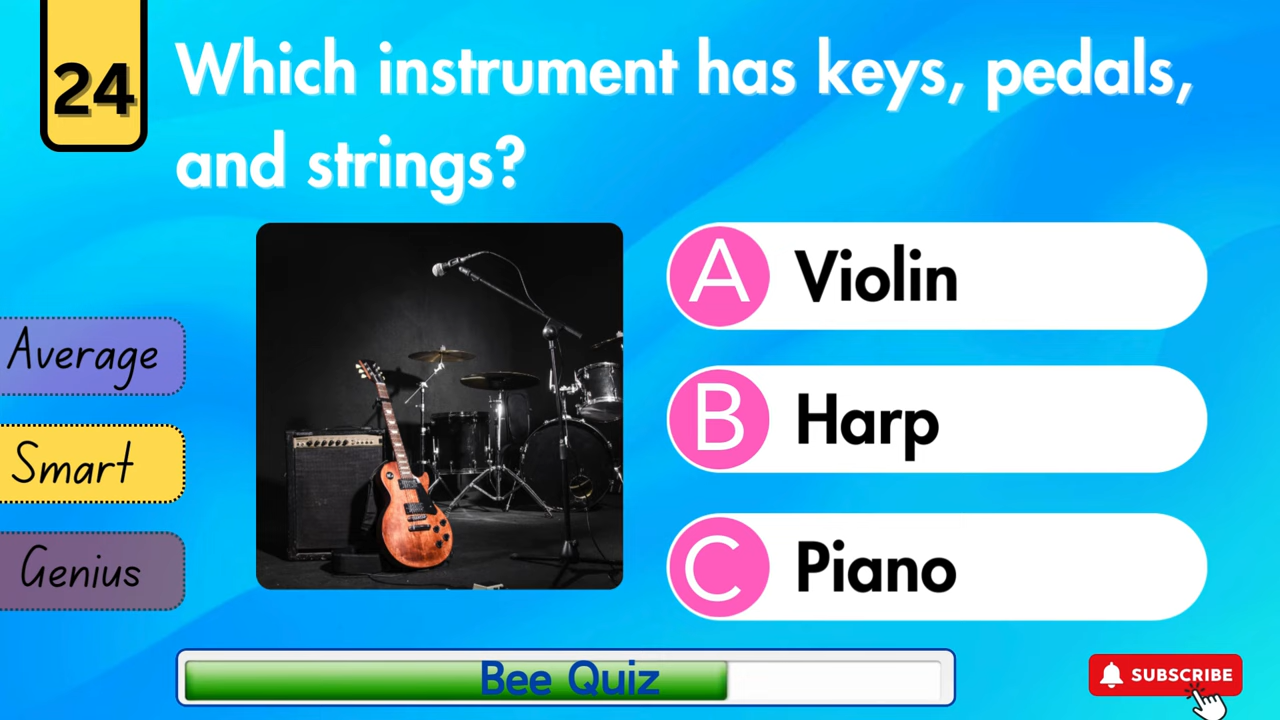 24
Which instrument has keys, pedals,
and strings?
A Violin
B Harp
C Piano
Average
Smart
Genius
Bee Quiz
SUBSCRIBE